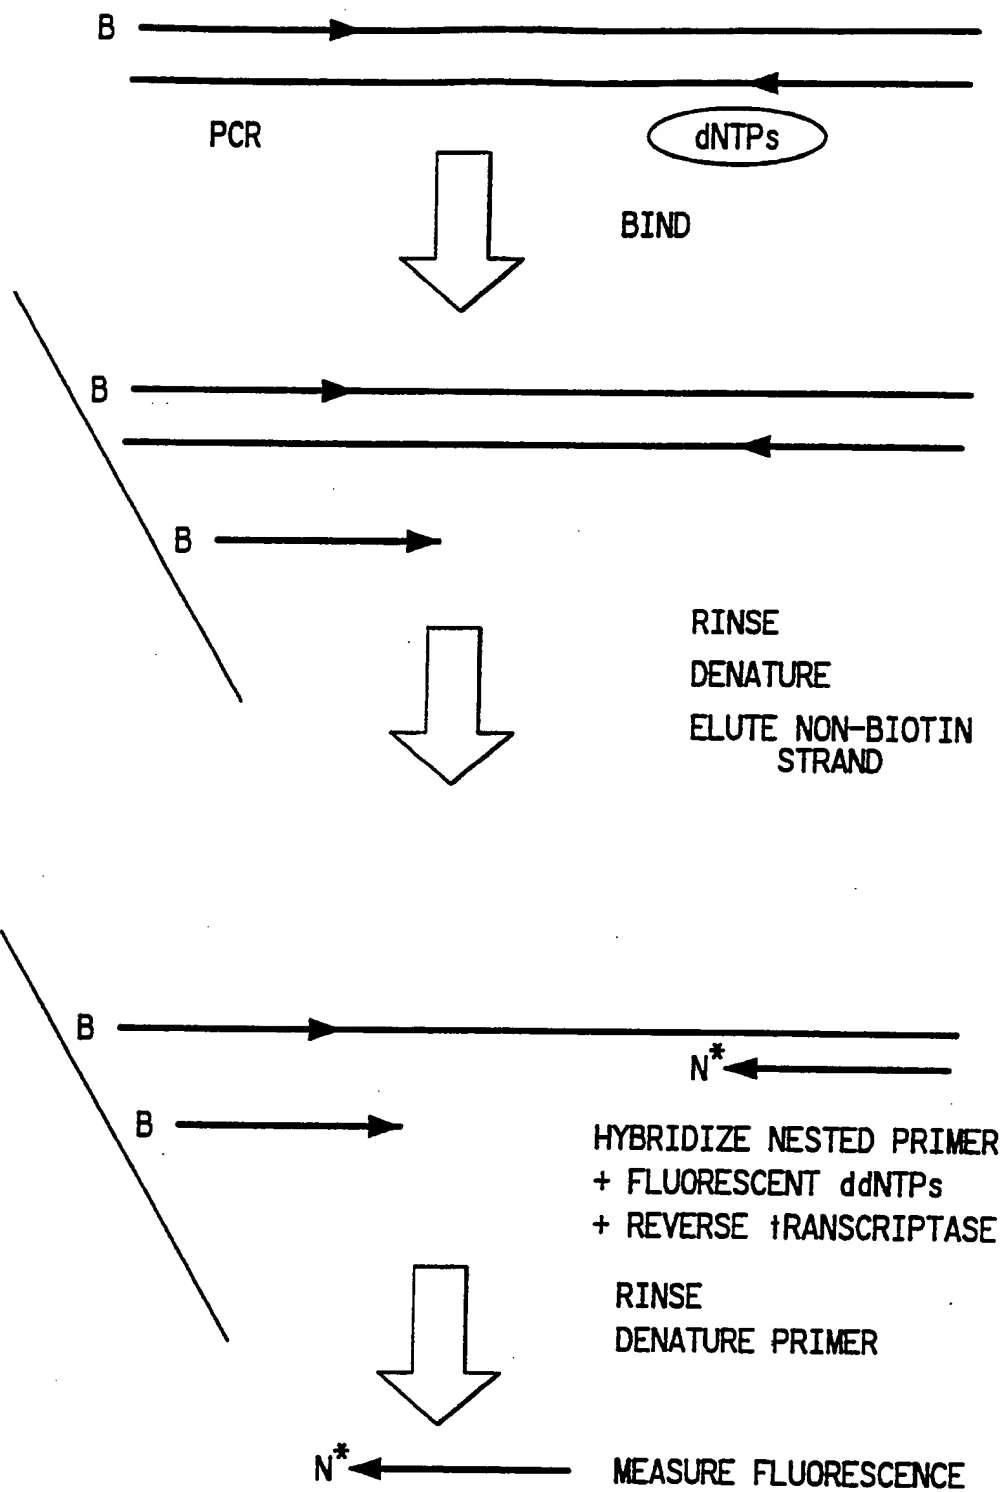 B
PCR
dNTPs
BIND
B
B
RINSE
DENATURE
ELUTE NON-BIOTIN
STRAND
B
N*
B
HYBRIDIZE NESTED PRIMER
+ FLUORESCENT ddNTPs
+ REVERSE tRANSCRIPTASE
RINSE
DENATURE PRIMER
N*
MEASURE FLUORESCENCE